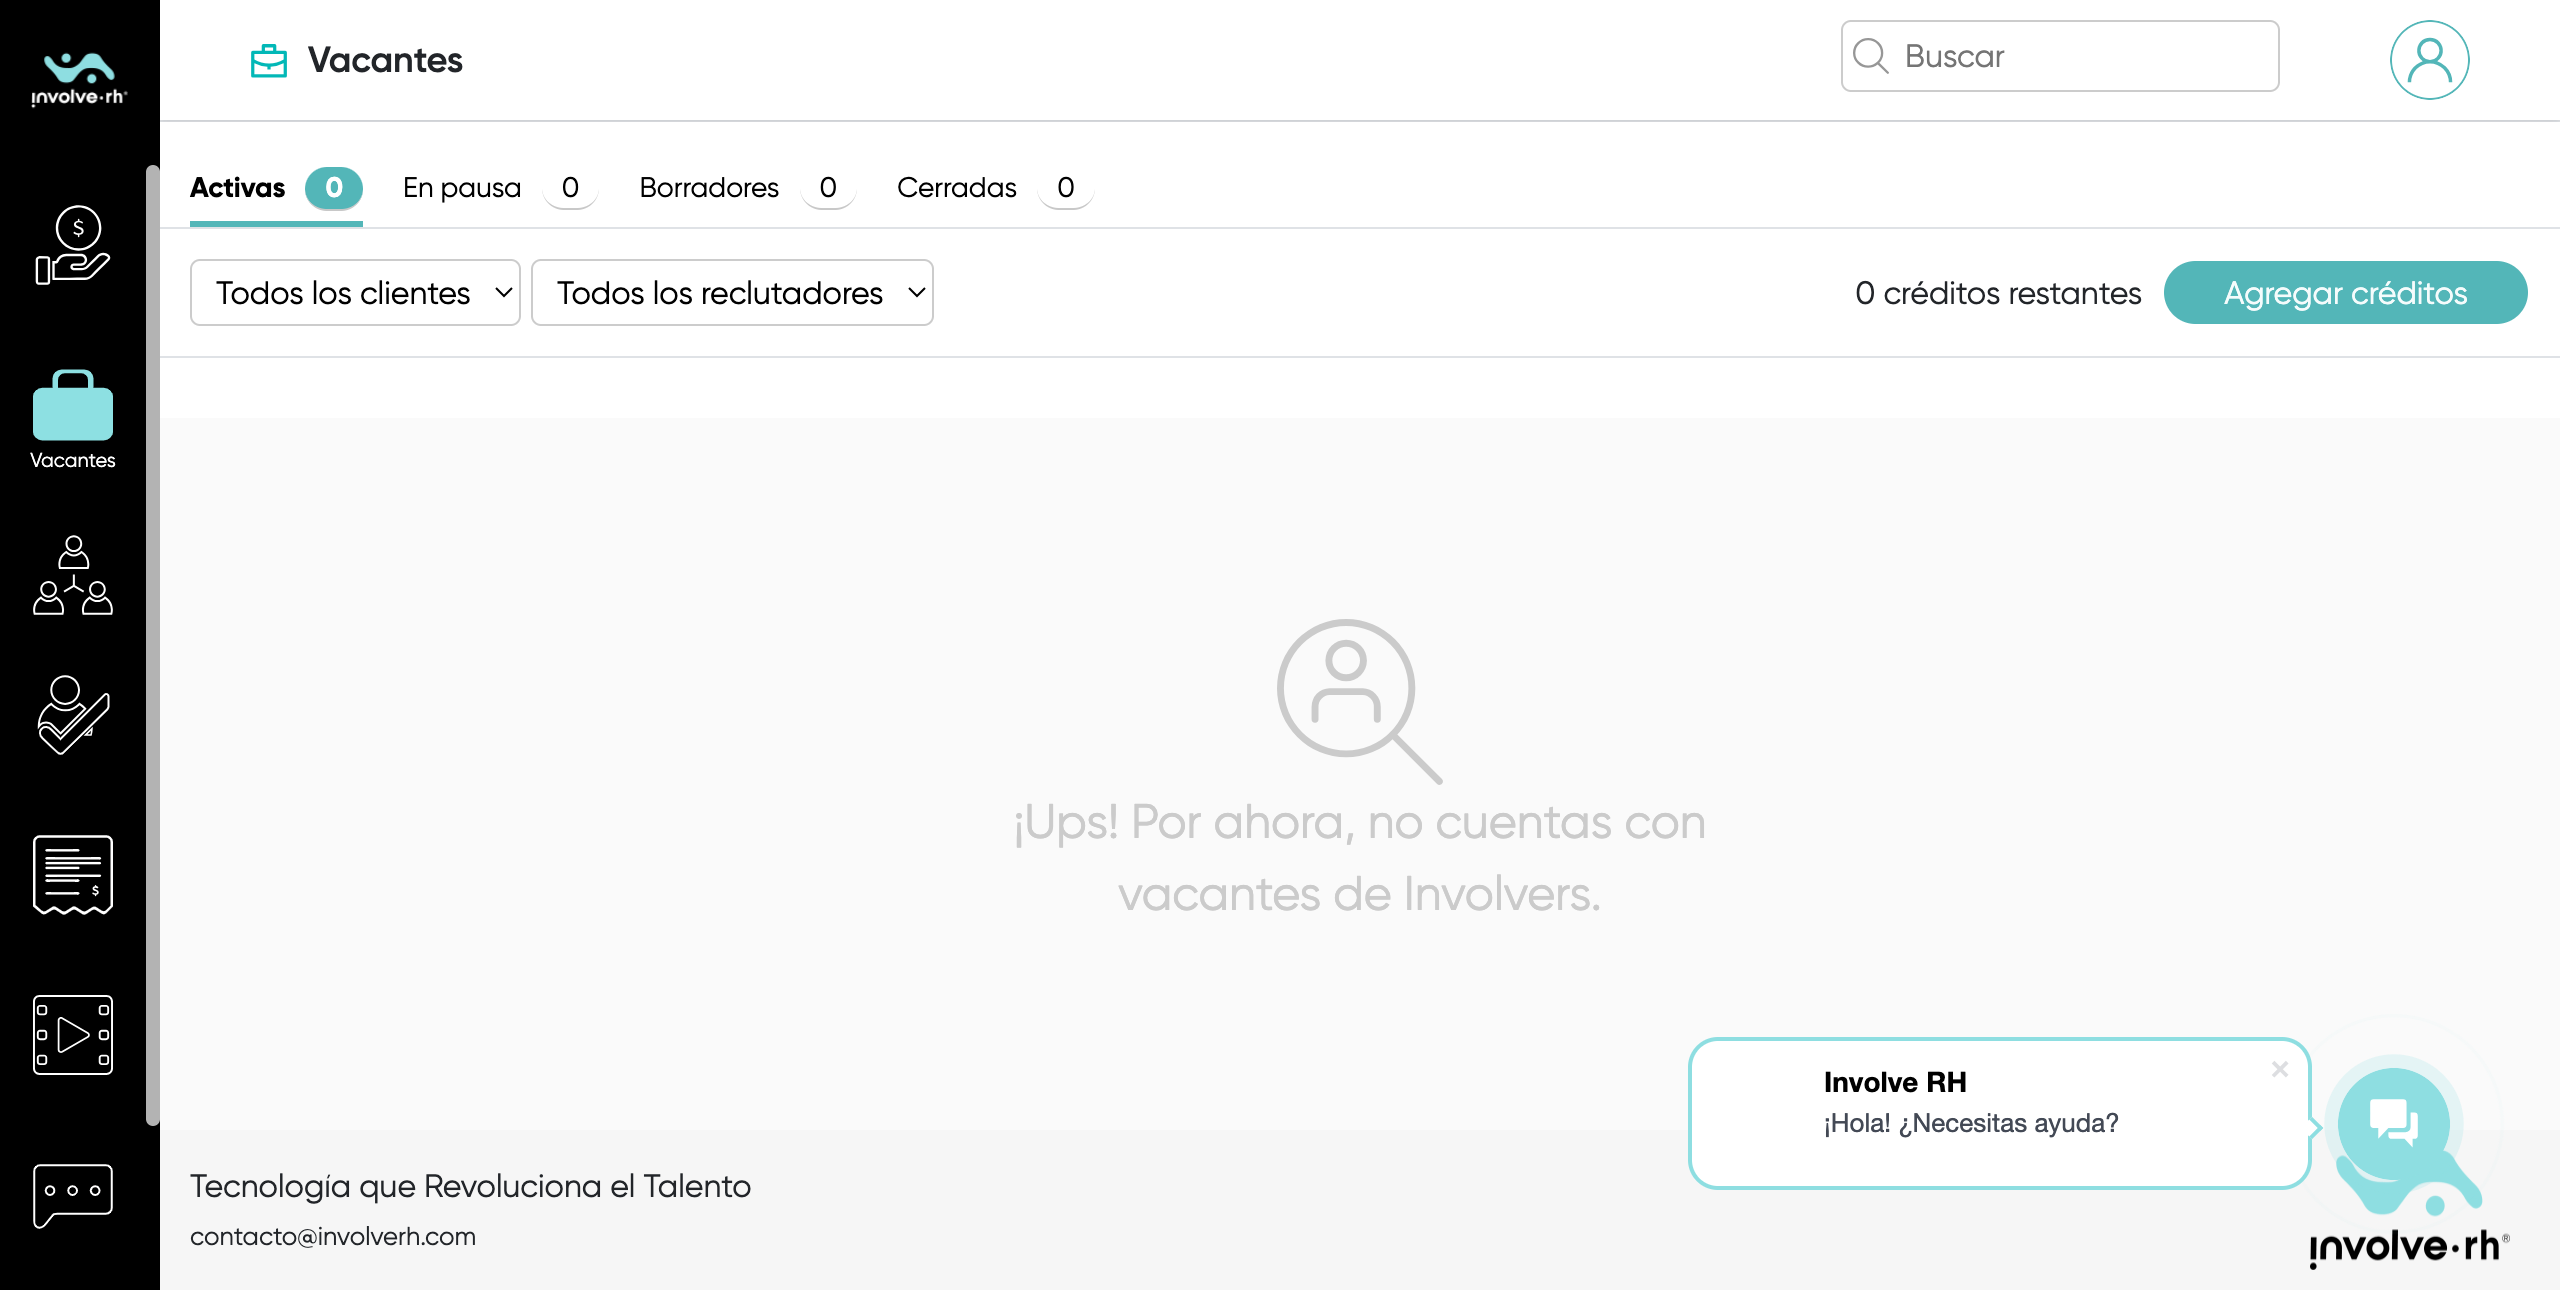 involve·rh®
Vacantes
Buscar
Activas 0 En pausa 0 Borradores 0 Cerradas 0
Todos los clientes Todos los reclutadores 0 créditos restantes Agregar créditos
$
Vacantes
¡Ups! Por ahora, no cuentas con
vacantes de Involvers.
$
Involve RH ×
¡Hola! ¿Necesitas ayuda?
Tecnología que Revoluciona el Talento
contacto@involverh.com
involve·rh®